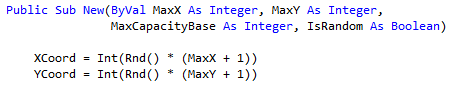 Public Sub New(ByVal MaxX As Integer, MaxY As Integer,
MaxCapacityBase As Integer, IsRandom As Boolean)
XCoord = Int(Rnd() * (MaxX + 1))
YCoord = Int(Rnd() * (MaxY + 1))